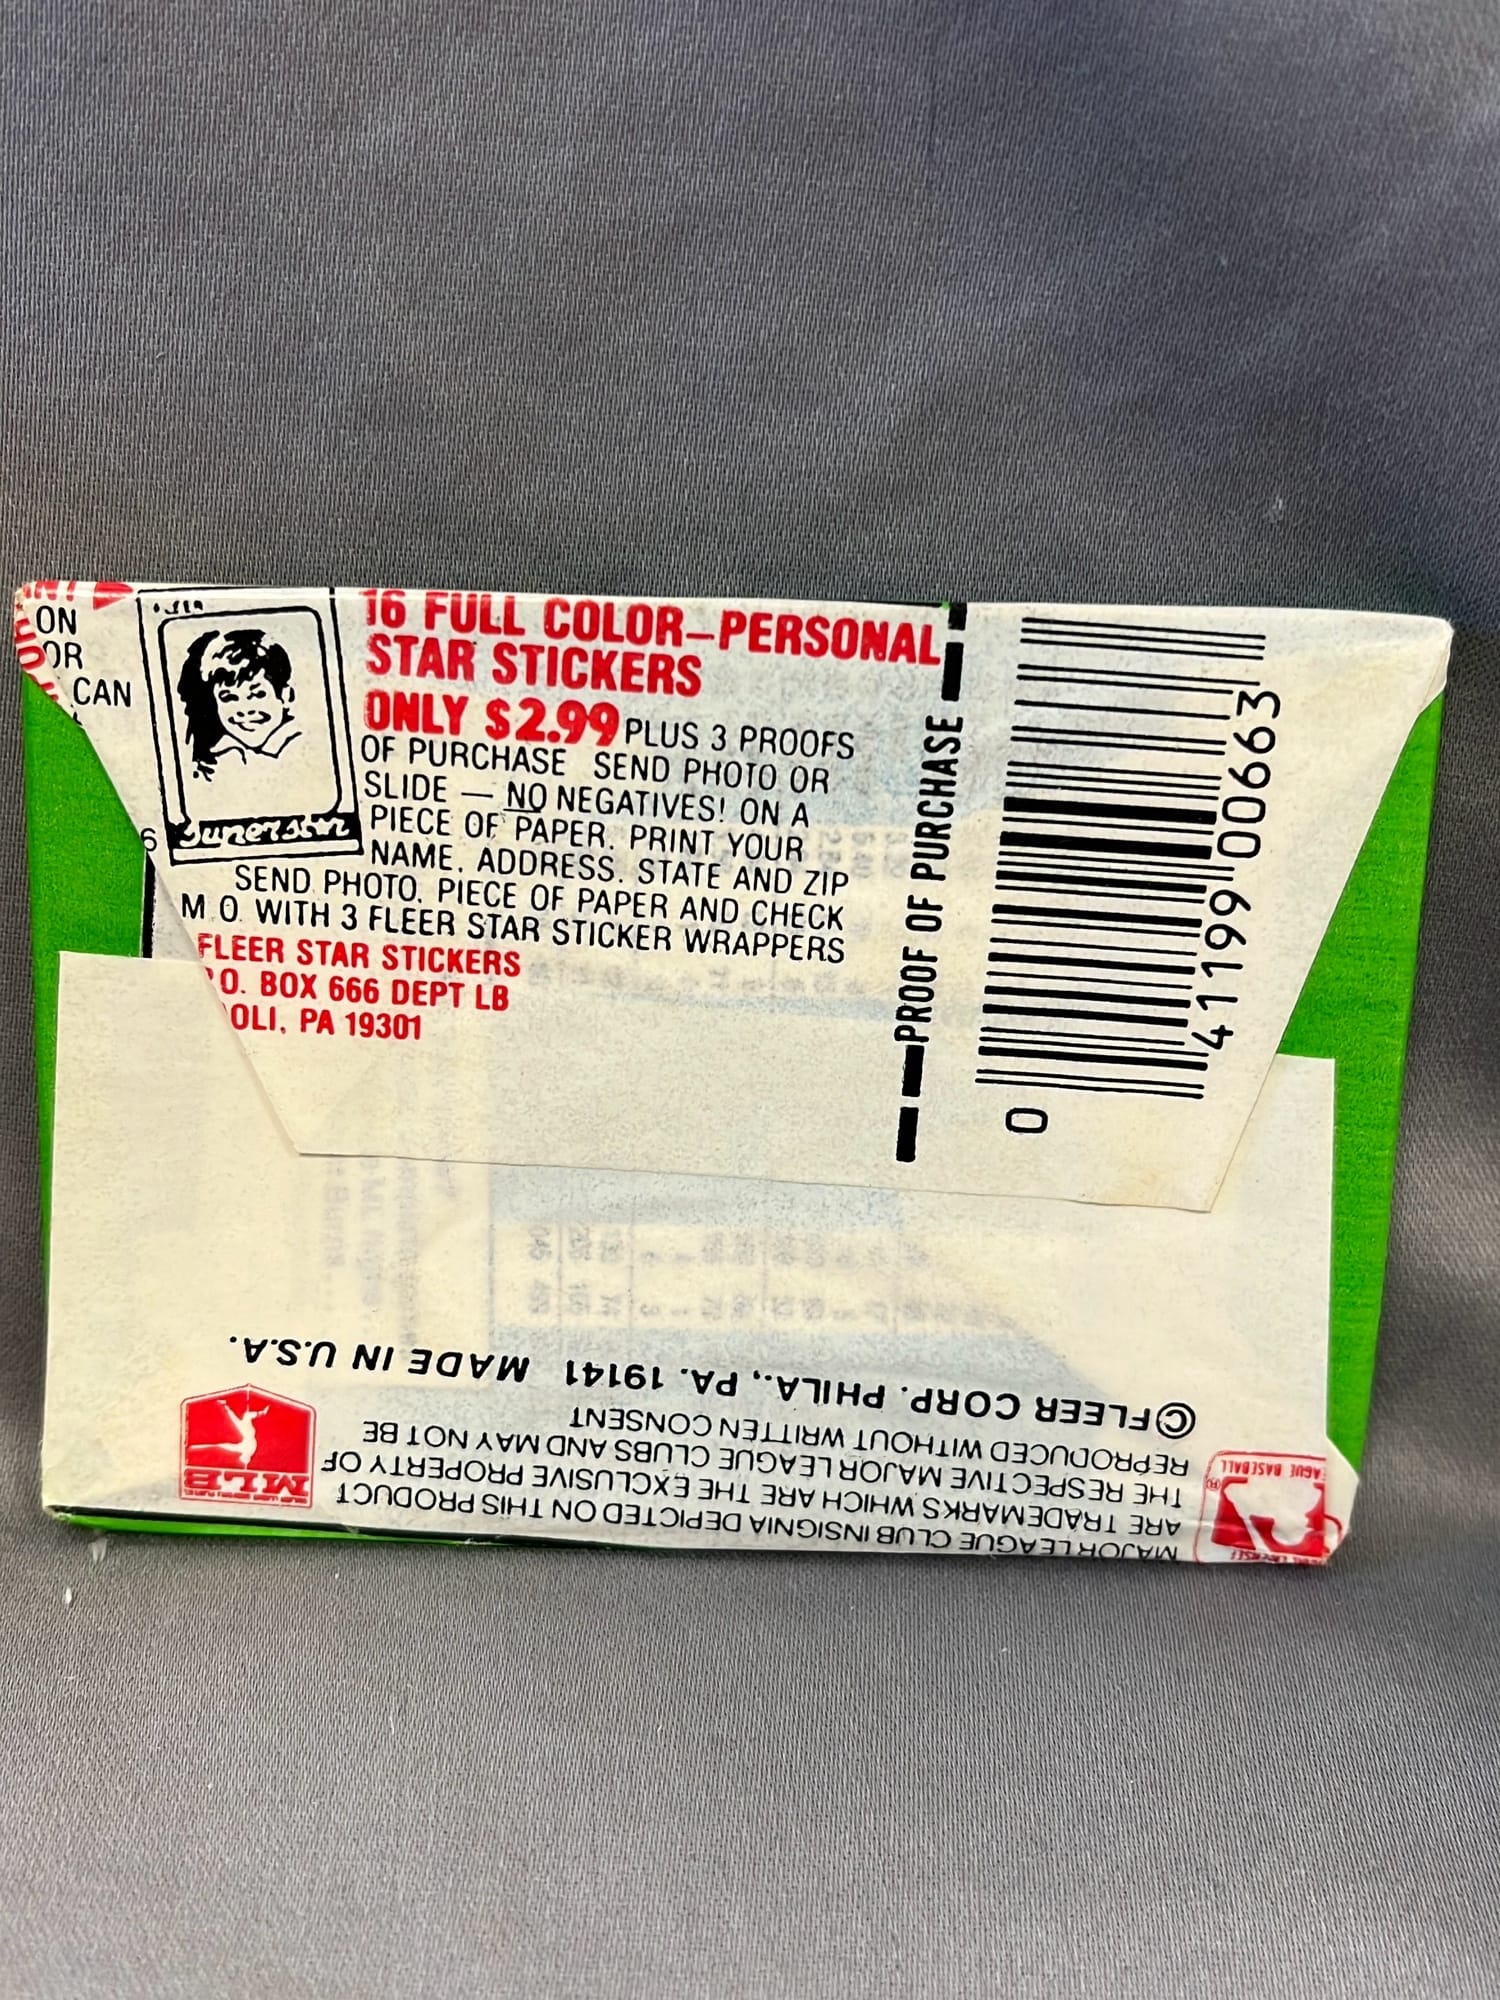 ON
OR
CAN
6
Superstar
16 FULL COLOR–PERSONAL
STAR STICKERS
ONLY $2.99 PLUS 3 PROOFS
OF PURCHASE SEND PHOTO OR
SLIDE — NO NEGATIVES! ON A
PIECE OF PAPER. PRINT YOUR
NAME. ADDRESS. STATE AND ZIP
SEND PHOTO. PIECE OF PAPER AND CHECK
M.O. WITH 3 FLEER STAR STICKER WRAPPERS
FLEER STAR STICKERS
P.O. BOX 666 DEPT LB
OLI, PA 19301
PROOF OF PURCHASE
0
41199 00663
MAJOR LEAGUE CLUB INSIGNIA DEPICTED ON THIS PRODUCT
ARE TRADEMARKS WHICH ARE THE EXCLUSIVE PROPERTY OF
THE RESPECTIVE MAJOR LEAGUE CLUBS AND MAY NOT BE
REPRODUCED WITHOUT WRITTEN CONSENT
©FLEER CORP. PHILA., PA. 19141 MADE IN U.S.A.
MLB
AGUE BASEBALL
®